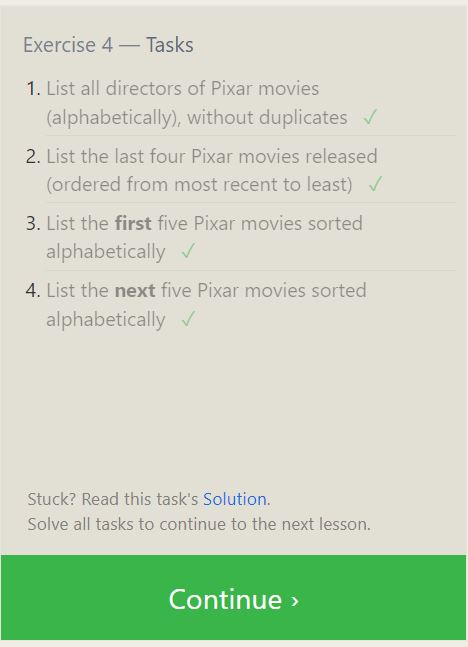 Exercise 4 — Tasks
1. List all directors of Pixar movies
(alphabetically), without duplicates ✓
2. List the last four Pixar movies released
(ordered from most recent to least) ✓
3. List the first five Pixar movies sorted
alphabetically ✓
4. List the next five Pixar movies sorted
alphabetically ✓
Stuck? Read this task's Solution.
Solve all tasks to continue to the next lesson.
Continue ›